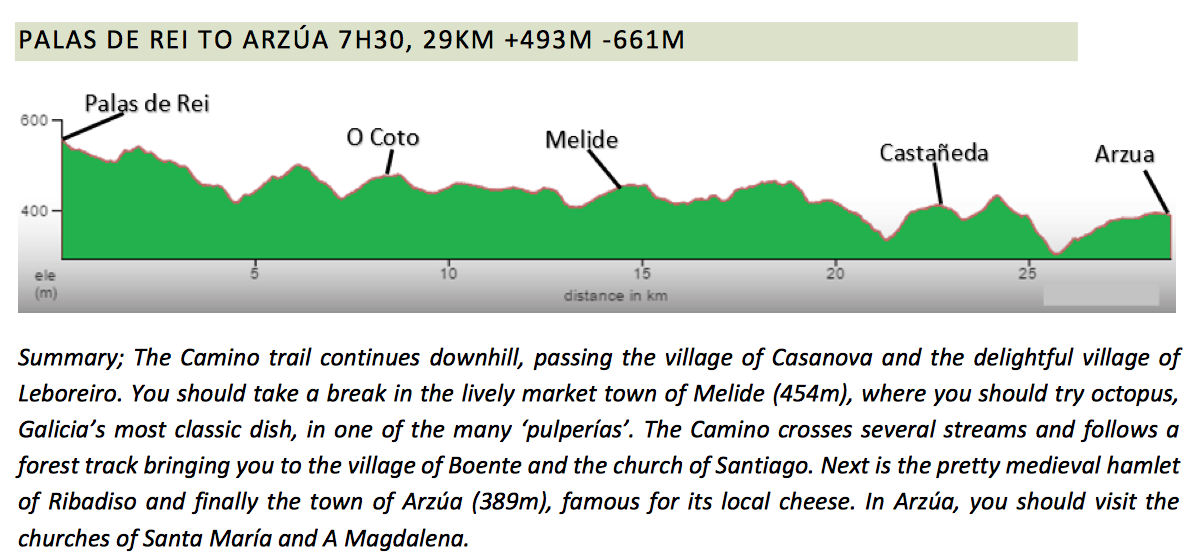 PALAS DE REI TO ARZÚA 7H30, 29KM +493M -661M
Palas de Rei
600
O Coto
Melide
Castañeda
Arzua
400
ele
(m)
5
10
15
20
25
distance in km
Summary; The Camino trail continues downhill, passing the village of Casanova and the delightful village of
Leboreiro. You should take a break in the lively market town of Melide (454m), where you should try octopus,
Galicia’s most classic dish, in one of the many ‘pulperías’. The Camino crosses several streams and follows a
forest track bringing you to the village of Boente and the church of Santiago. Next is the pretty medieval hamlet
of Ribadiso and finally the town of Arzúa (389m), famous for its local cheese. In Arzúa, you should visit the
churches of Santa María and A Magdalena.